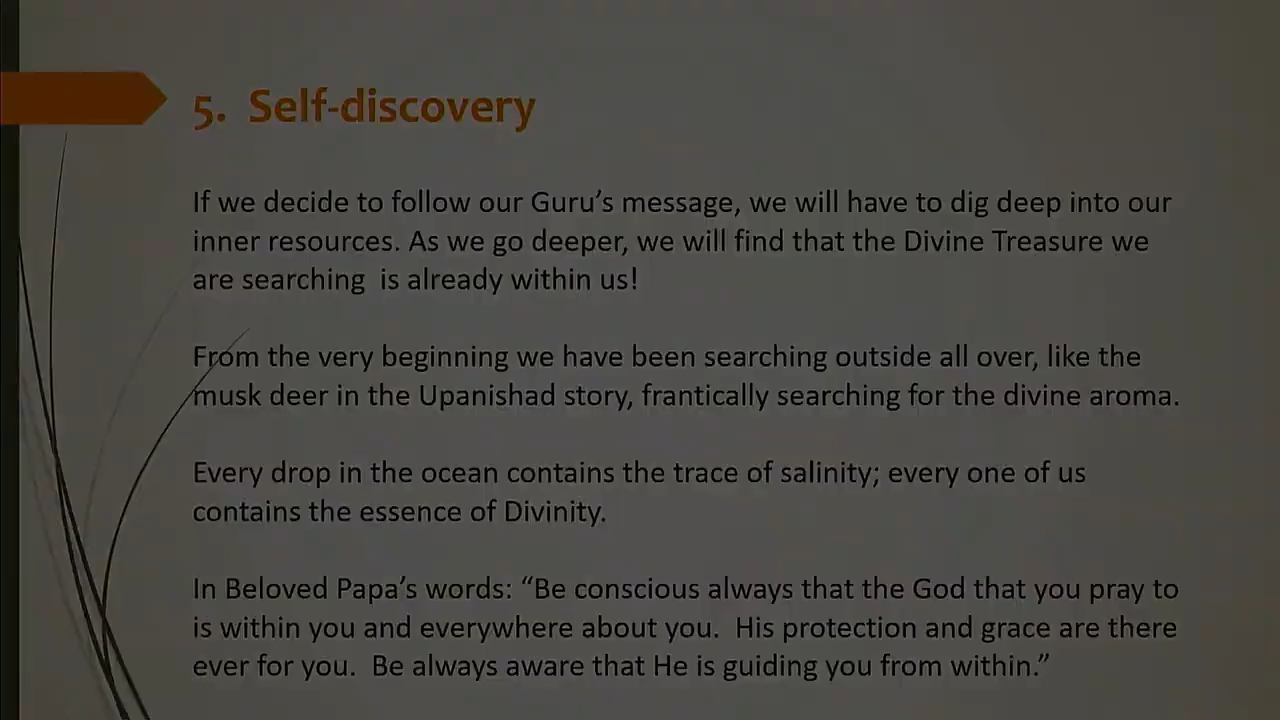 5. Self-discovery
If we decide to follow our Guru’s message, we will have to dig deep into our
inner resources. As we go deeper, we will find that the Divine Treasure we
are searching  is already within us!
From the very beginning we have been searching outside all over, like the
musk deer in the Upanishad story, frantically searching for the divine aroma.
Every drop in the ocean contains the trace of salinity; every one of us
contains the essence of Divinity.
In Beloved Papa’s words: “Be conscious always that the God that you pray to
is within you and everywhere about you.  His protection and grace are there
ever for you.  Be always aware that He is guiding you from within.”